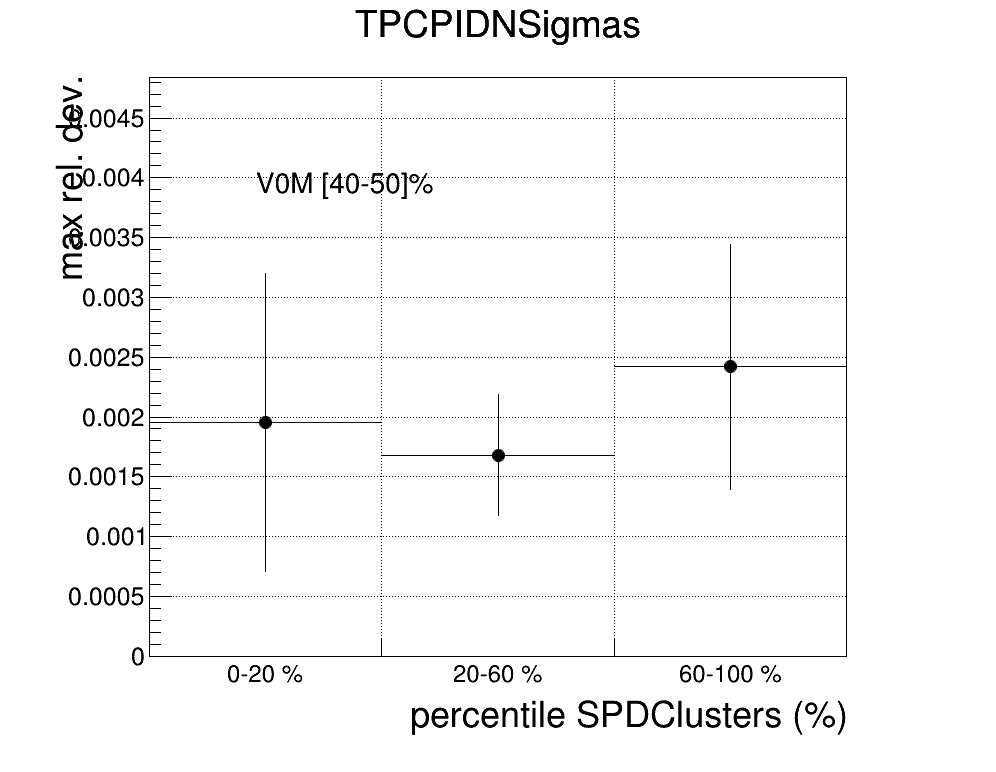 TPCPIDNSigmas
max rel. dev.
0.0045
0.004
V0M [40-50]%
0.0035
0.003
0.0025
0.002
0.0015
0.001
0.0005
0
0-20 % 20-60 % 60-100 %
percentile SPDClusters (%)